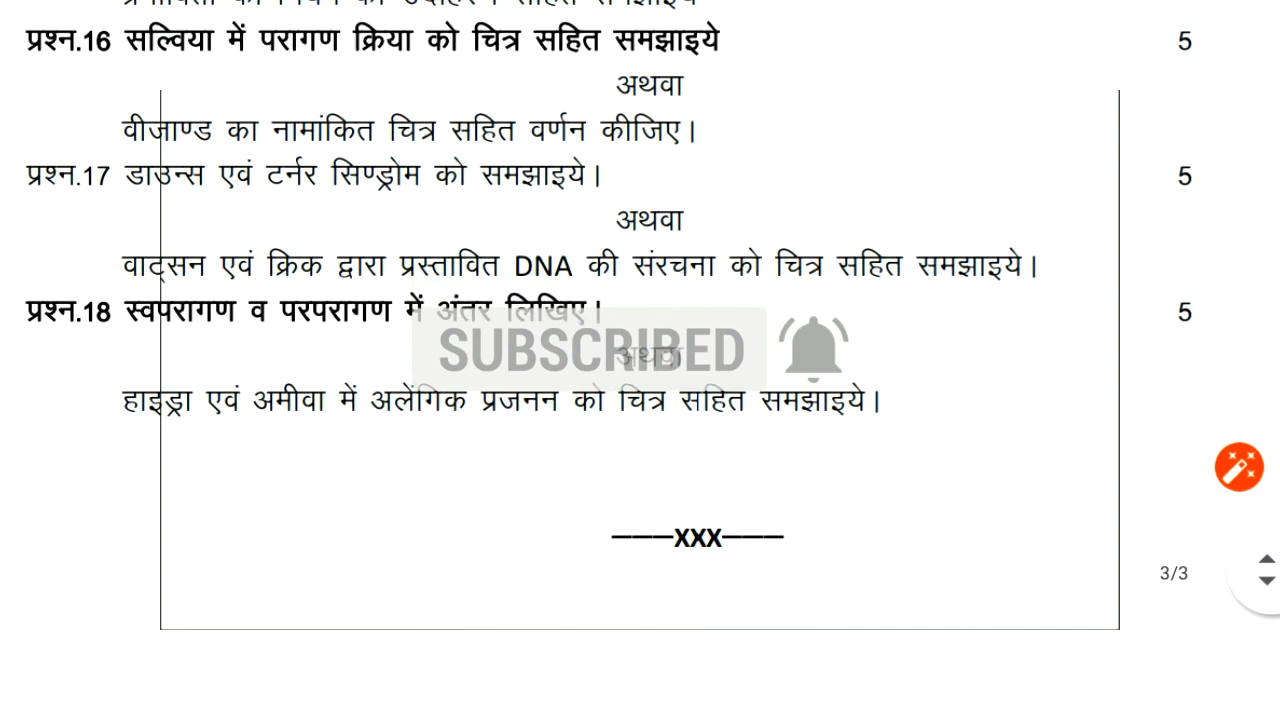 प्रश्न.16 सल्विया में परागण क्रिया को चित्र सहित समझाइये 5
अथवा
वीजाण्ड का नामांकित चित्र सहित वर्णन कीजिए।
प्रश्न.17 डाउन्स एवं टर्नर सिण्ड्रोम को समझाइये। 5
अथवा
वाट्सन एवं क्रिक द्वारा प्रस्तावित DNA की संरचना को चित्र सहित समझाइये।
प्रश्न.18 स्वपरागण व परपरागण में अंतर लिखिए। 5
SUBSCRIBED
अथवा
हाइड्रा एवं अमीवा में अलेंगिक प्रजनन को चित्र सहित समझाइये।
———XXX———
3/3